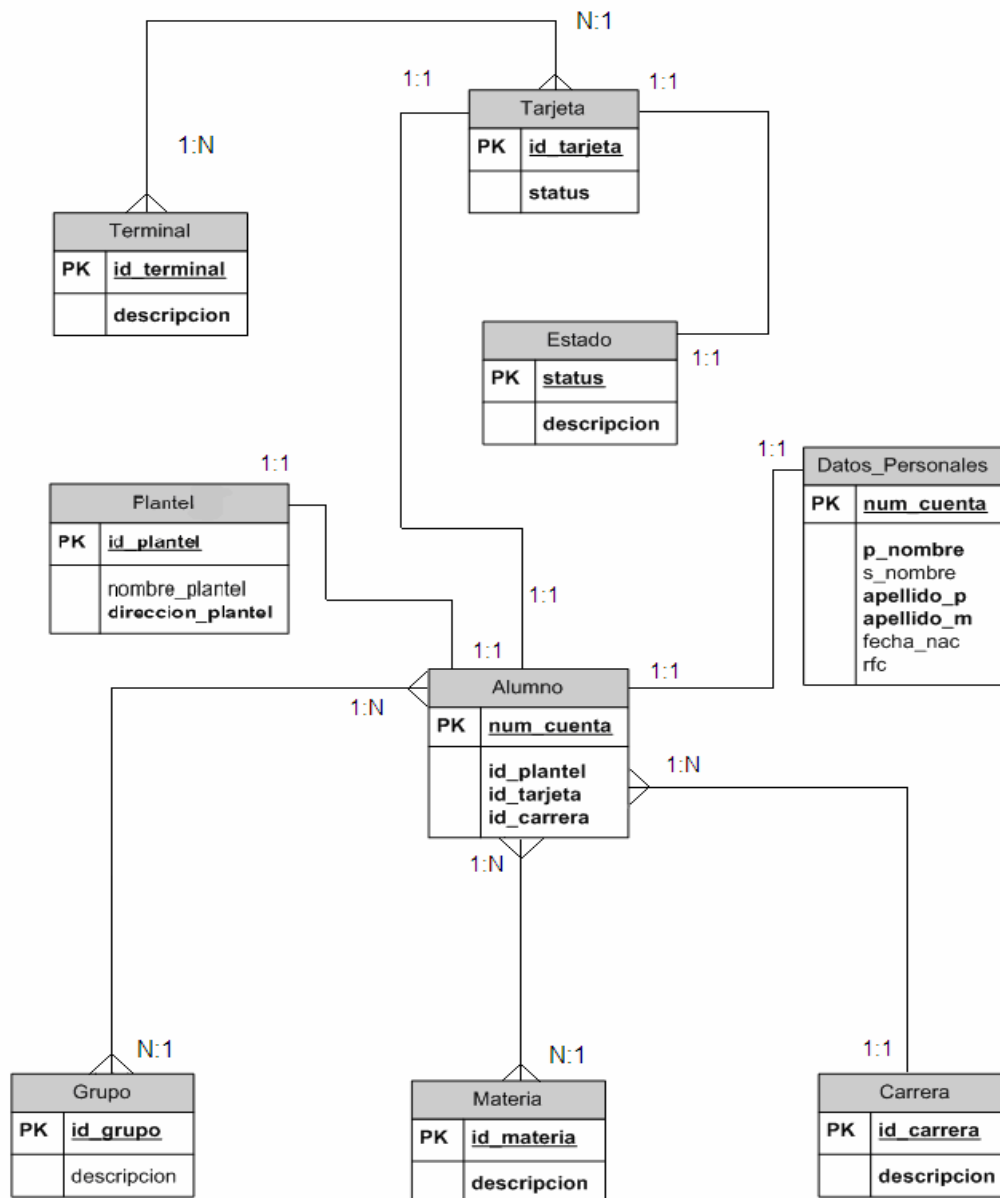 N:1
1:1
1:1
Tarjeta
PK id_tarjeta
status
1:N
Terminal
PK id_terminal
descripcion
Estado
PK status
descripcion
1:1
1:1
Datos_Personales
PK num_cuenta
p_nombre
s_nombre
apellido_p
apellido_m
fecha_nac
rfc
1:1
Plantel
PK id_plantel
nombre_plantel
direccion_plantel
1:1
1:1
1:1
1:N
Alumno
PK num_cuenta
id_plantel
id_tarjeta
id_carrera
1:N
1:N
N:1
Grupo
PK id_grupo
descripcion
N:1
Materia
PK id_materia
descripcion
1:1
Carrera
PK id_carrera
descripcion